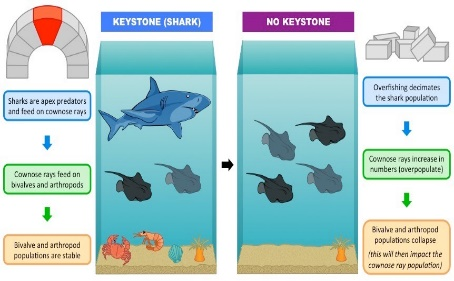 KEYSTONE (SHARK)
NO KEYSTONE
Sharks are apex predators
and feed on cownose rays
Cownose rays feed on
bivalves and arthropods
Bivalve and arthropod
populations are stable
Overfishing decimates
the shark population
Cownose rays increase in
numbers (overpopulate)
Bivalve and arthropod
populations collapse
(this will then impact the
cownose ray population)